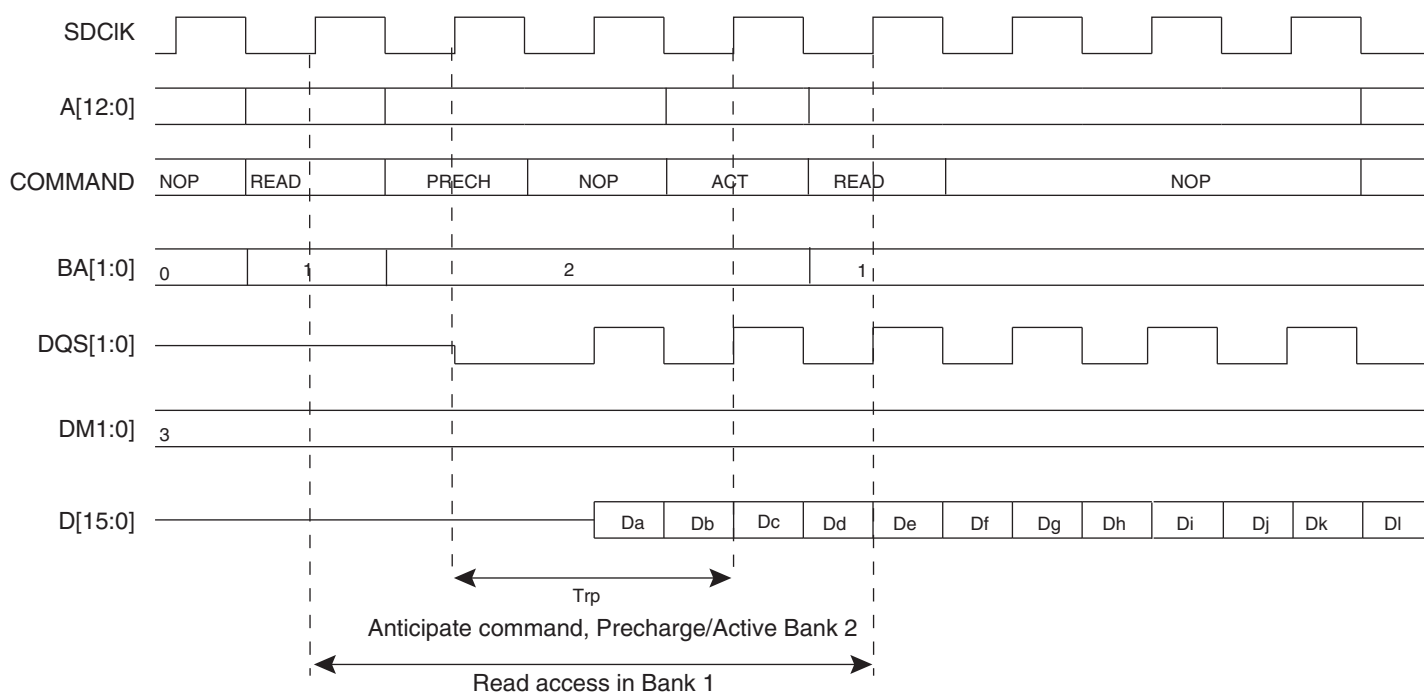 SDClK
A[12:0]
COMMAND NOP READ PRECH NOP ACT READ NOP
BA[1:0] 0 1 2 1
DQS[1:0]
DM1:0] 3
D[15:0] Da Db Dc Dd De Df Dg Dh Di Dj Dk Dl
Trp
Anticipate command, Precharge/Active Bank 2
Read access in Bank 1